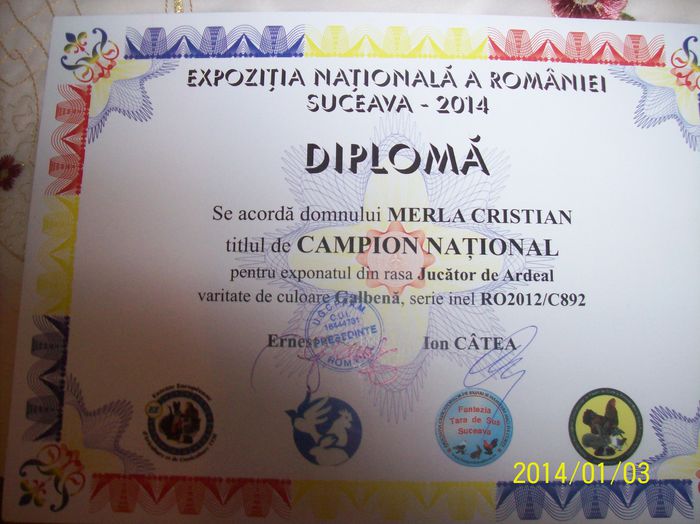 EXPOZIȚIA NAȚIONALĂ A ROMÂNIEI
SUCEAVA - 2014
DIPLOMĂ
Se acordă domnului MERLA CRISTIAN
titlul de CAMPION NAȚIONAL
pentru exponatul din rasa Jucător de Ardeal
varitate de culoare Galbenă, serie inel RO2012/C892
Ion CÂTEA
PREȘEDINTE
C.U.I.
Fantezia
Tara de Sus
Suceava
2014/01/03